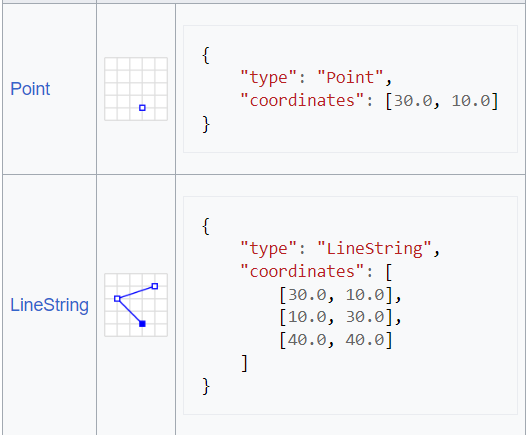 Point
{
    "type": "Point",
    "coordinates": [30.0, 10.0]
}
LineString
{
    "type": "LineString",
    "coordinates": [
        [30.0, 10.0],
        [10.0, 30.0],
        [40.0, 40.0]
    ]
}